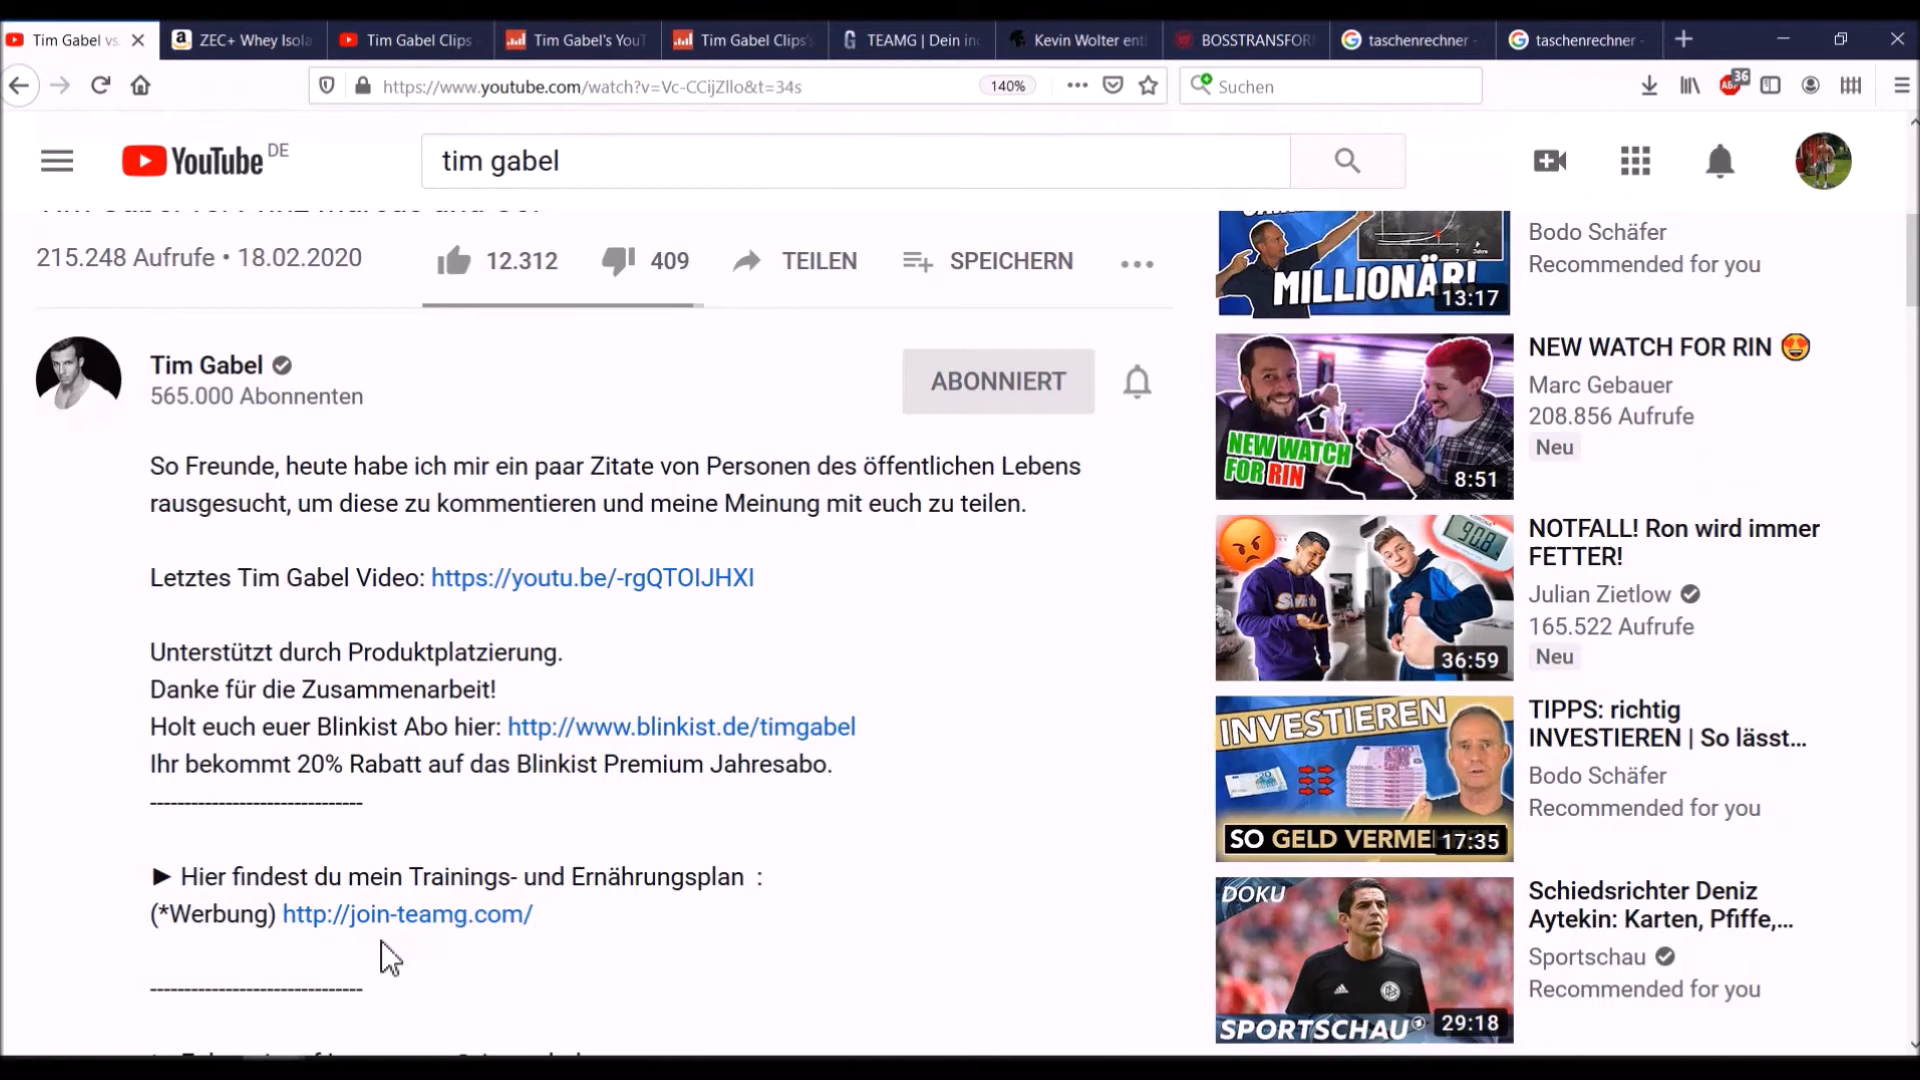 Tim Gabel vs.
ZEC+ Whey Isola
Tim Gabel Clips
Tim Gabel's YouT
Tim Gabel Clips's
TEAMG | Dein in
Kevin Wolter ent
BOSSTRANSFOR
taschenrechner -
taschenrechner -
https://www.youtube.com/watch?v=Vc-CCijZllo&t=34s
140%
Suchen
36
YouTube DE
tim gabel
215.248 Aufrufe • 18.02.2020
12.312
409
TEILEN
SPEICHERN
Tim Gabel
565.000 Abonnenten
ABONNIERT
So Freunde, heute habe ich mir ein paar Zitate von Personen des öffentlichen Lebens
rausgesucht, um diese zu kommentieren und meine Meinung mit euch zu teilen.
Letztes Tim Gabel Video: https://youtu.be/-rgQTOIJHXI
Unterstützt durch Produktplatzierung.
Danke für die Zusammenarbeit!
Holt euch euer Blinkist Abo hier: http://www.blinkist.de/timgabel
Ihr bekommt 20% Rabatt auf das Blinkist Premium Jahresabo.
-------------------------------
► Hier findest du mein Trainings- und Ernährungsplan :
(*Werbung) http://join-teamg.com/
-------------------------------
MILLIONÄR!
13:17
Bodo Schäfer
Recommended for you
NEW WATCH
FOR RIN
8:51
NEW WATCH FOR RIN 😍
Marc Gebauer
208.856 Aufrufe
Neu
90.8
36:59
NOTFALL! Ron wird immer
FETTER!
Julian Zietlow
165.522 Aufrufe
Neu
INVESTIEREN
SO GELD VERME
17:35
TIPPS: richtig
INVESTIEREN | So lässt...
Bodo Schäfer
Recommended for you
DOKU
SPORTSCHAU
29:18
Schiedsrichter Deniz
Aytekin: Karten, Pfiffe,...
Sportschau
Recommended for you